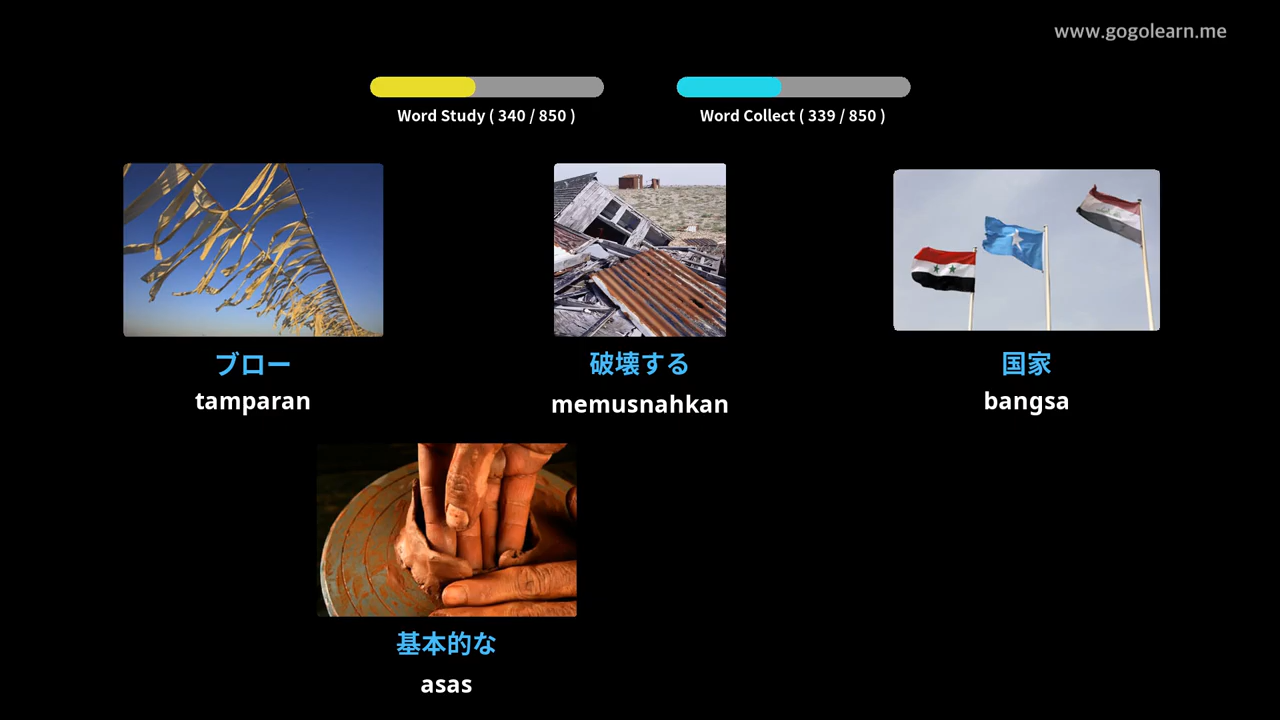 www.gogolearn.me
Word Study ( 340 / 850 )
Word Collect ( 339 / 850 )
ブロー
tamparan
破壊する
memusnahkan
国家
bangsa
基本的な
asas